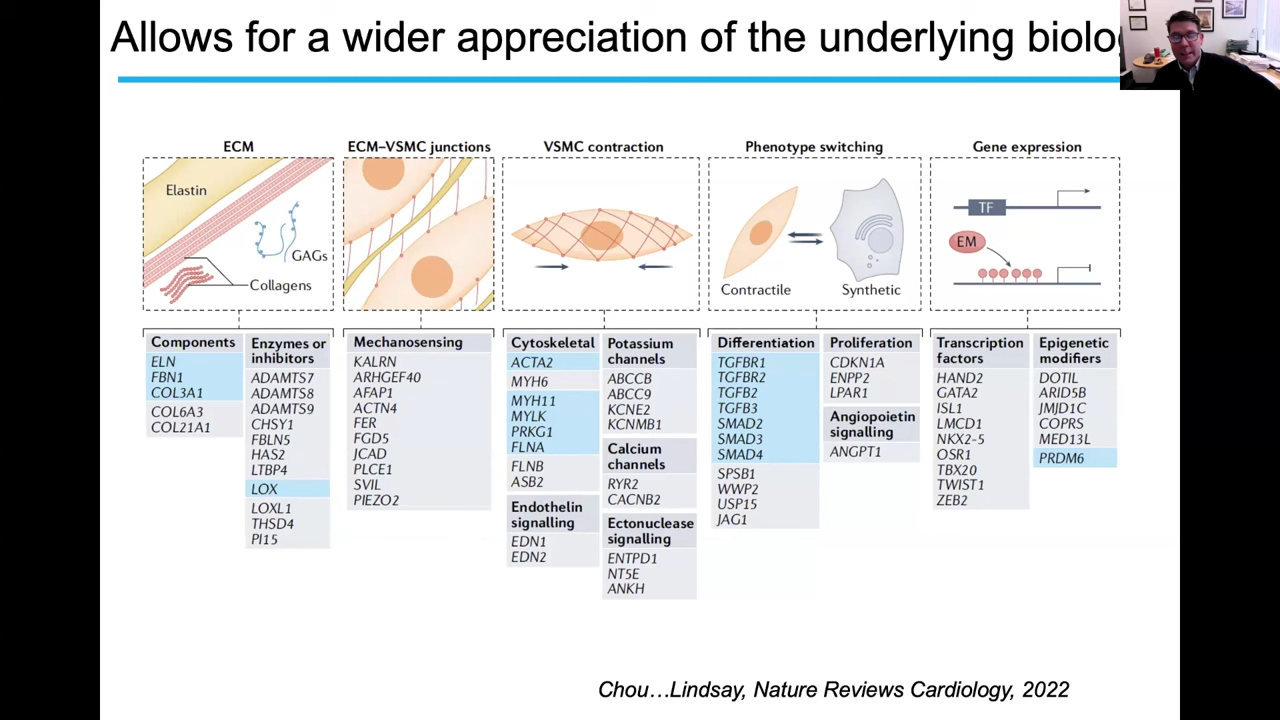 Allows for a wider appreciation of the underlying biolo
ECM
Elastin
GAGs
Collagens
ECM–VSMC junctions
VSMC contraction
Phenotype switching
Contractile
Synthetic
Gene expression
TF
EM
Components
ELN
FBN1
COL3A1
COL6A3
COL21A1
Enzymes or
inhibitors
ADAMTS7
ADAMTS8
ADAMTS9
CHSY1
FBLN5
HAS2
LTBP4
LOX
LOXL1
THSD4
PI15
Mechanosensing
KALRN
ARHGEF40
AFAP1
ACTN4
FER
FGD5
JCAD
PLCE1
SVIL
PIEZO2
Cytoskeletal
ACTA2
MYH6
MYH11
MYLK
PRKG1
FLNA
FLNB
ASB2
Endothelin
signalling
EDN1
EDN2
Potassium
channels
ABCCB
ABCC9
KCNE2
KCNMB1
Calcium
channels
RYR2
CACNB2
Ectonuclease
signalling
ENTPD1
NT5E
ANKH
Differentiation
TGFBR1
TGFBR2
TGFB2
TGFB3
SMAD2
SMAD3
SMAD4
SPSB1
WWP2
USP15
JAG1
Proliferation
CDKN1A
ENPP2
LPAR1
Angiopoietin
signalling
ANGPT1
Transcription
factors
HAND2
GATA2
ISL1
LMCD1
NKX2-5
OSR1
TBX20
TWIST1
ZEB2
Epigenetic
modifiers
DOTIL
ARID5B
JMJD1C
COPRS
MED13L
PRDM6
Chou…Lindsay, Nature Reviews Cardiology, 2022